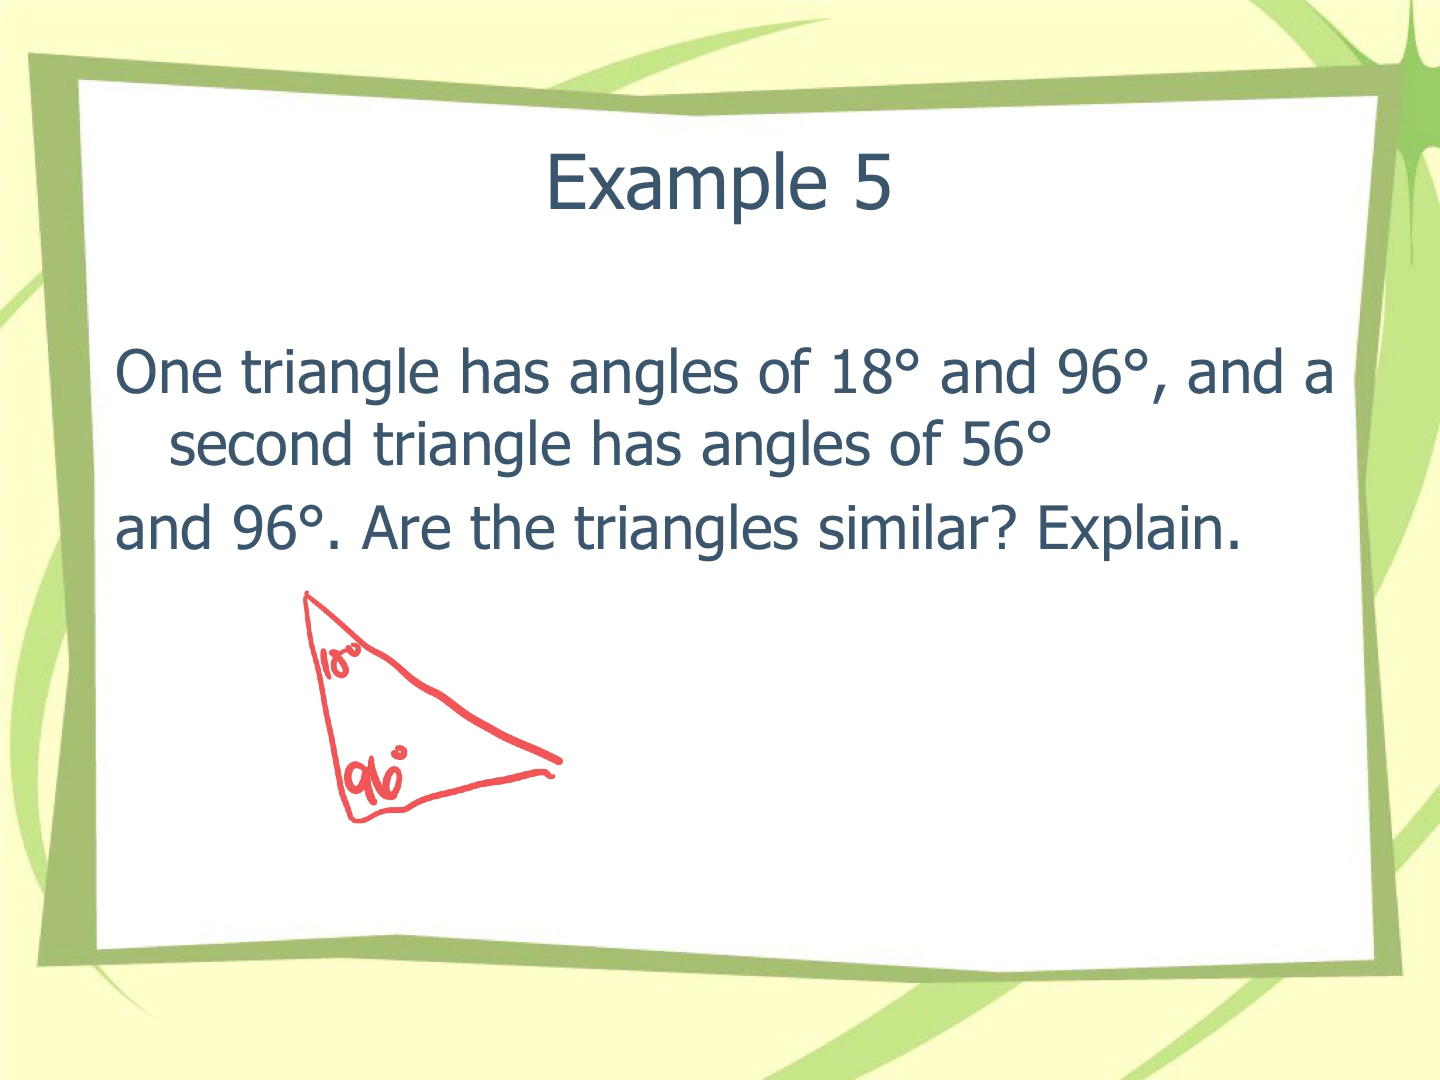 Example 5
One triangle has angles of 18° and 96°, and a
second triangle has angles of 56°
and 96°. Are the triangles similar? Explain.
18°
96°